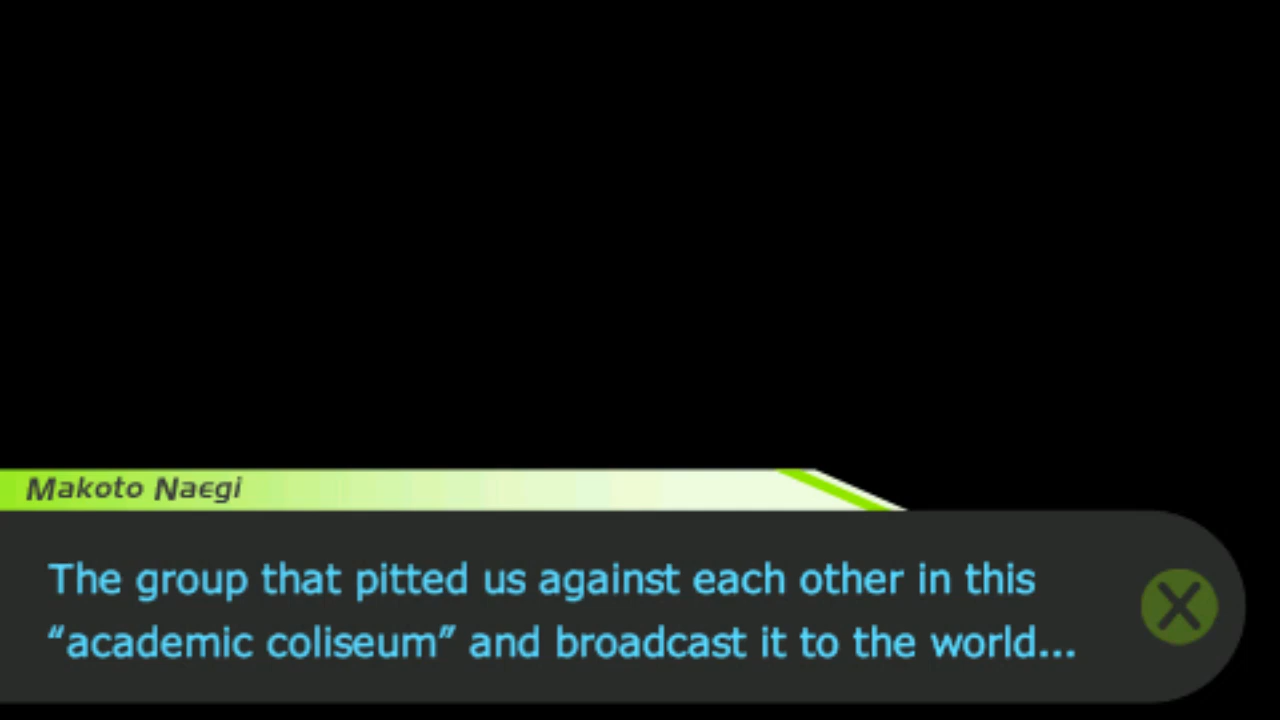 Makoto Naegi
The group that pitted us against each other in this
“academic coliseum” and broadcast it to the world...